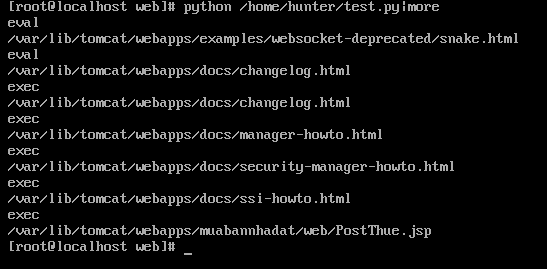 [root@localhost web]# python /home/hunter/test.py|more
eval
/var/lib/tomcat/webapps/examples/websocket-deprecated/snake.html
eval
/var/lib/tomcat/webapps/docs/changelog.html
exec
/var/lib/tomcat/webapps/docs/changelog.html
exec
/var/lib/tomcat/webapps/docs/manager-howto.html
exec
/var/lib/tomcat/webapps/docs/security-manager-howto.html
exec
/var/lib/tomcat/webapps/docs/ssi-howto.html
exec
/var/lib/tomcat/webapps/muabannhadat/web/PostThue.jsp
[root@localhost web]# _